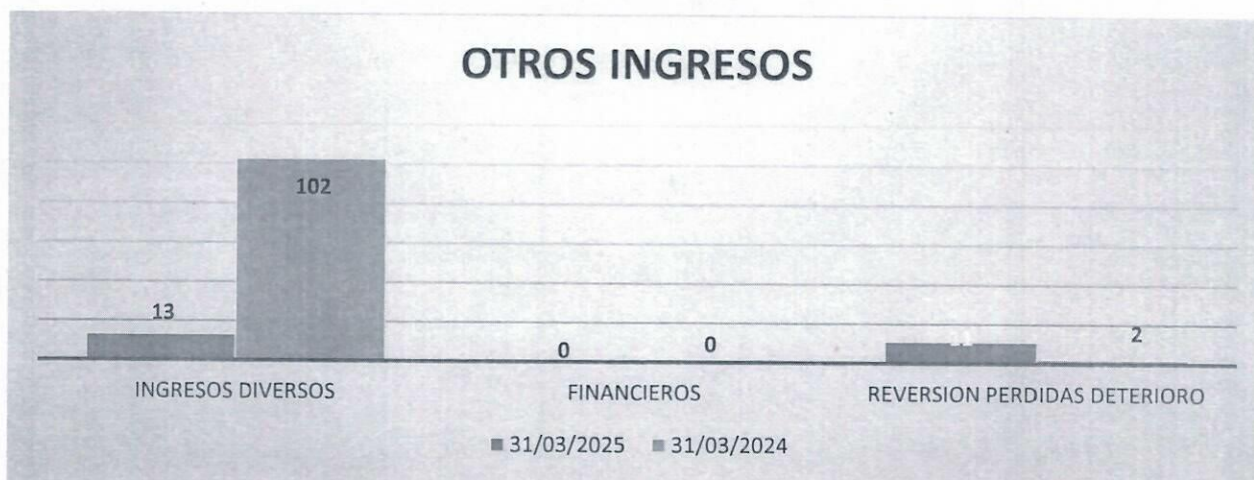 OTROS INGRESOS
102
13
0 0 2
INGRESOS DIVERSOS FINANCIEROS REVERSION PERDIDAS DETERIORO
31/03/2025 31/03/2024